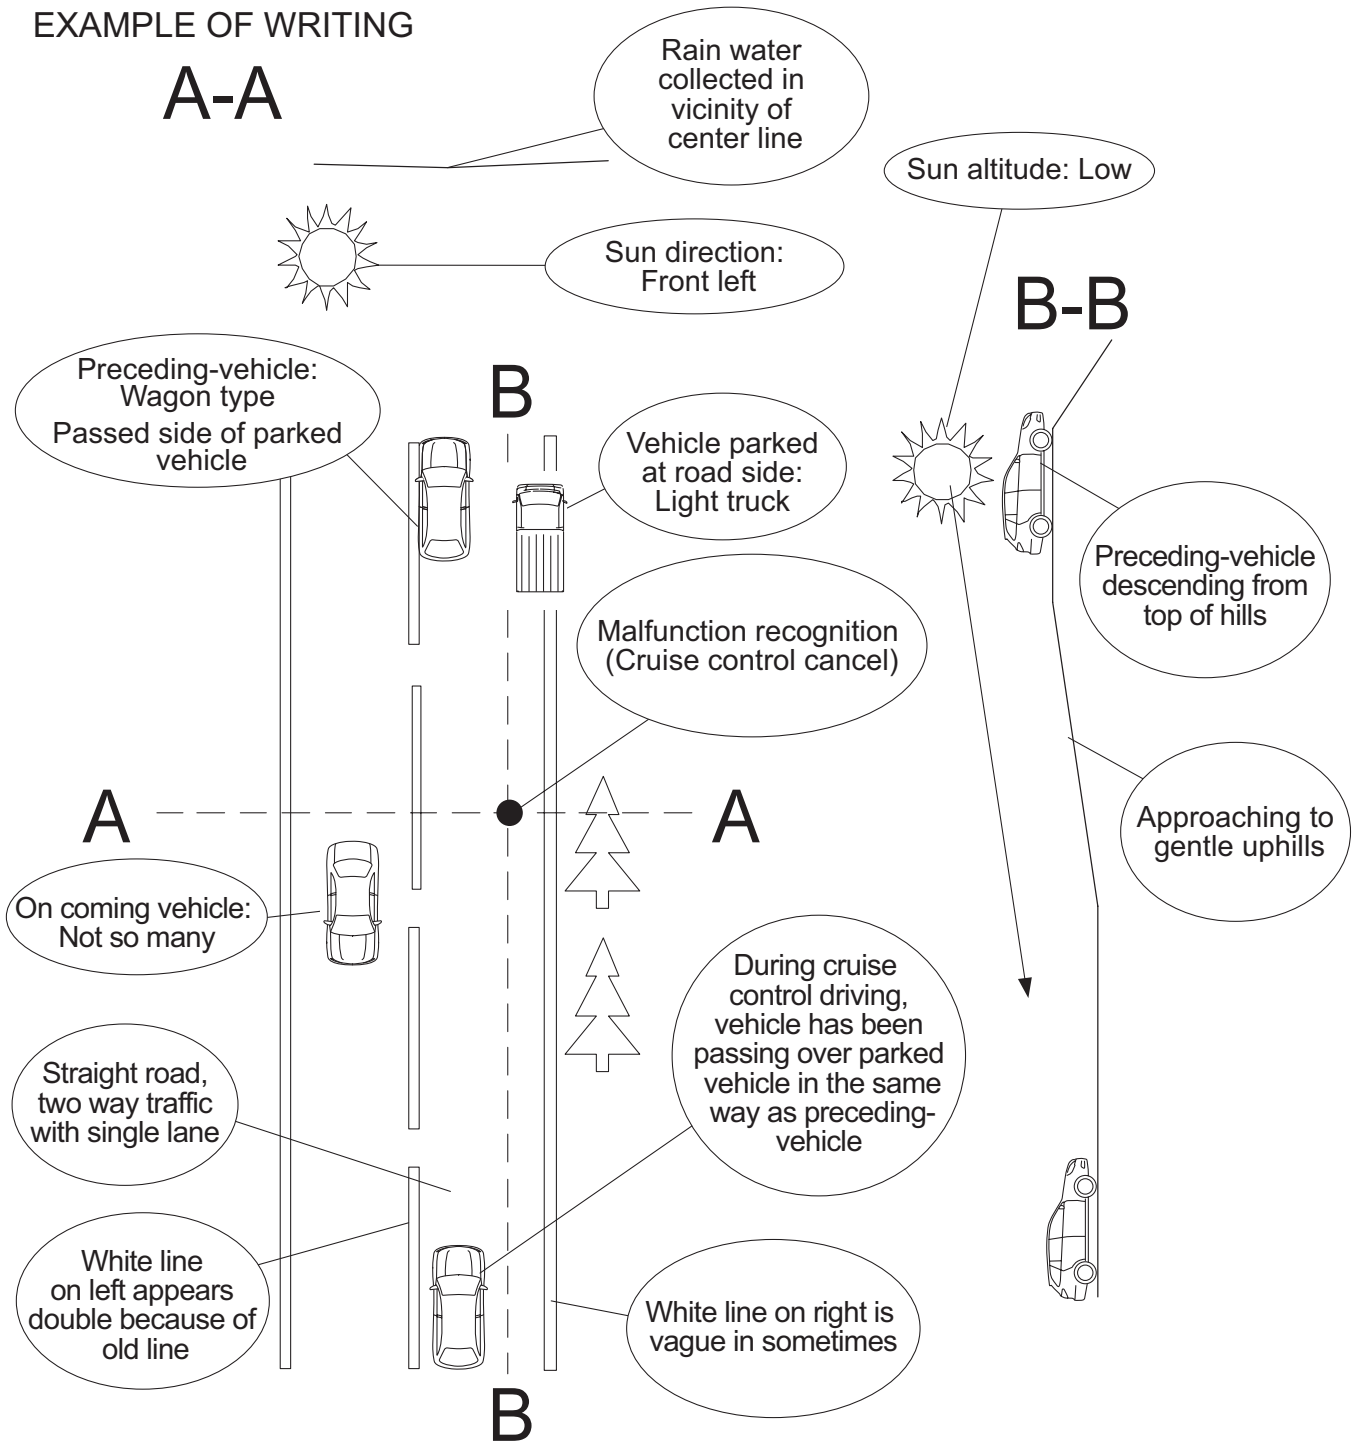 EXAMPLE OF WRITING
A-A
Rain water
collected in
vicinity of
center line
Sun altitude: Low
Sun direction:
Front left
B-B
Preceding-vehicle:
Wagon type
Passed side of parked
vehicle
B
Vehicle parked
at road side:
Light truck
Preceding-vehicle
descending from
top of hills
Malfunction recognition
(Cruise control cancel)
A
A
Approaching to
gentle uphills
On coming vehicle:
Not so many
During cruise
control driving,
vehicle has been
passing over parked
vehicle in the same
way as preceding-
vehicle
Straight road,
two way traffic
with single lane
White line
on left appears
double because of
old line
White line on right is
vague in sometimes
B